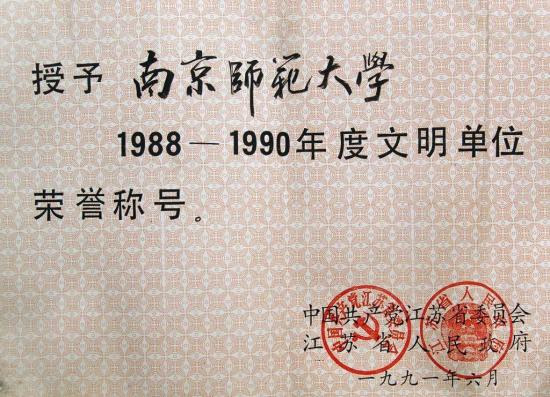 授予 南京師範大學
1988—1990年度文明单位
荣誉称号。
中国共产党江苏省委员会
江苏省人民政府
一九九一年六月